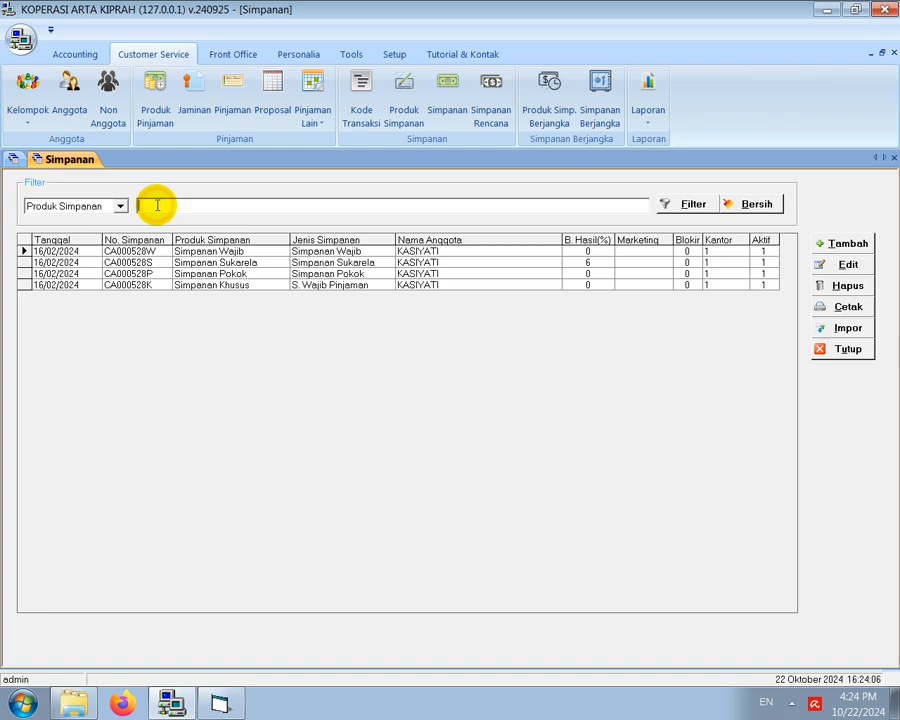 KOPERASI ARTA KIPRAH (127.0.0.1) v.240925 - [Simpanan]
Accounting Customer Service Front Office Personalia Tools Setup Tutorial & Kontak
Kelompok Anggota Non Anggota Produk Pinjaman Jaminan Pinjaman Proposal Pinjaman Lain Kode Transaksi Produk Simpanan Simpanan Simpanan Rencana Produk Simp. Berjangka Simpanan Berjangka Laporan
Anggota Pinjaman Simpanan Simpanan Berjangka Laporan
Simpanan
Filter
Produk Simpanan Filter Bersih
Tanggal No. Simpanan Produk Simpanan Jenis Simpanan Nama Anggota B. Hasil(%) Marketing Blokir Kantor Aktif
16/02/2024 CA000528W Simpanan Wajib Simpanan Wajib KASIYATI 0 0 1 1
16/02/2024 CA000528S Simpanan Sukarela Simpanan Sukarela KASIYATI 6 0 1 1
16/02/2024 CA000528P Simpanan Pokok Simpanan Pokok KASIYATI 0 0 1 1
16/02/2024 CA000528K Simpanan Khusus S. Wajib Pinjaman KASIYATI 0 0 1 1
Tambah
Edit
Hapus
Cetak
Impor
Tutup
admin 22 Oktober 2024 16:24:06
EN 4:24 PM
10/22/2024